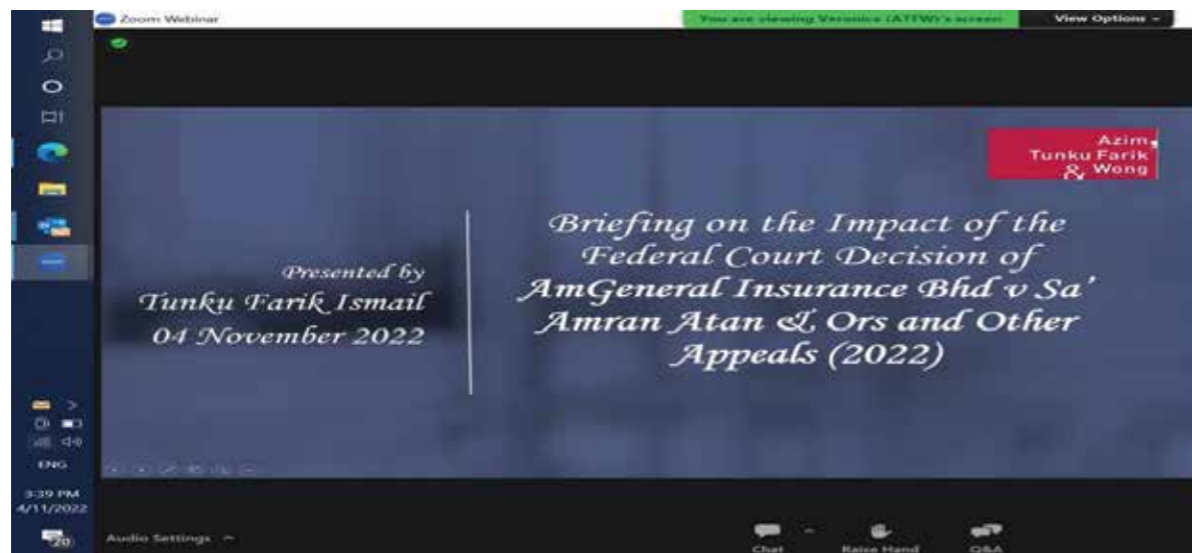 Zoom Webinar
You are viewing Veronica (ATFW)'s screen
View Options
Azim,
Tunku Farik
& Wong
Presented by
Tunku Farik Ismail
04 November 2022
Briefing on the Impact of the
Federal Court Decision of
AmGeneral Insurance Bhd v Sa'
Amran Atan & Ors and Other
Appeals (2022)
ENG
3:39 PM
4/11/2022
20
Audio Settings
Chat
Raise Hand
Q&A